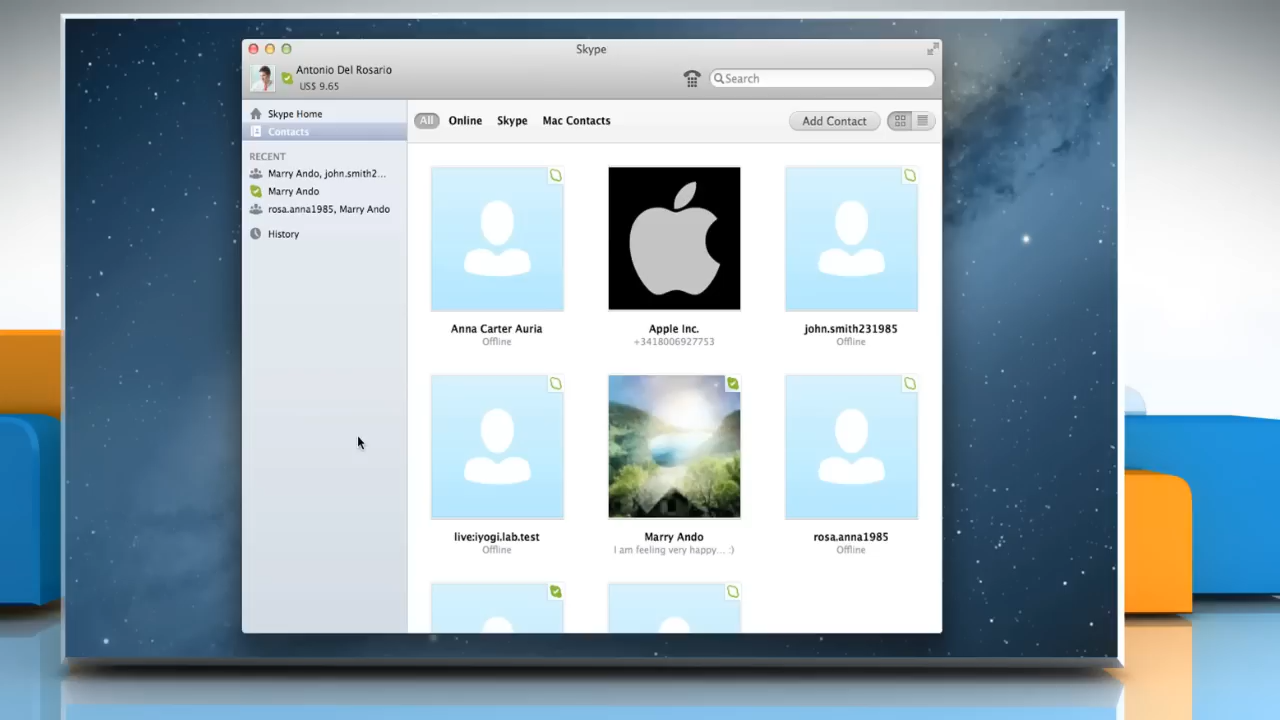 Skype
Antonio Del Rosario
US$ 9.65
Search
Skype Home
Contacts
RECENT
Marry Ando, john.smith2...
Marry Ando
rosa.anna1985, Marry Ando
History
All Online Skype Mac Contacts Add Contact
Anna Carter Auria
Offline
Apple Inc.
+3418006927753
john.smith231985
Offline
live:iyogi.lab.test
Offline
Marry Ando
I am feeling very happy... :)
rosa.anna1985
Offline